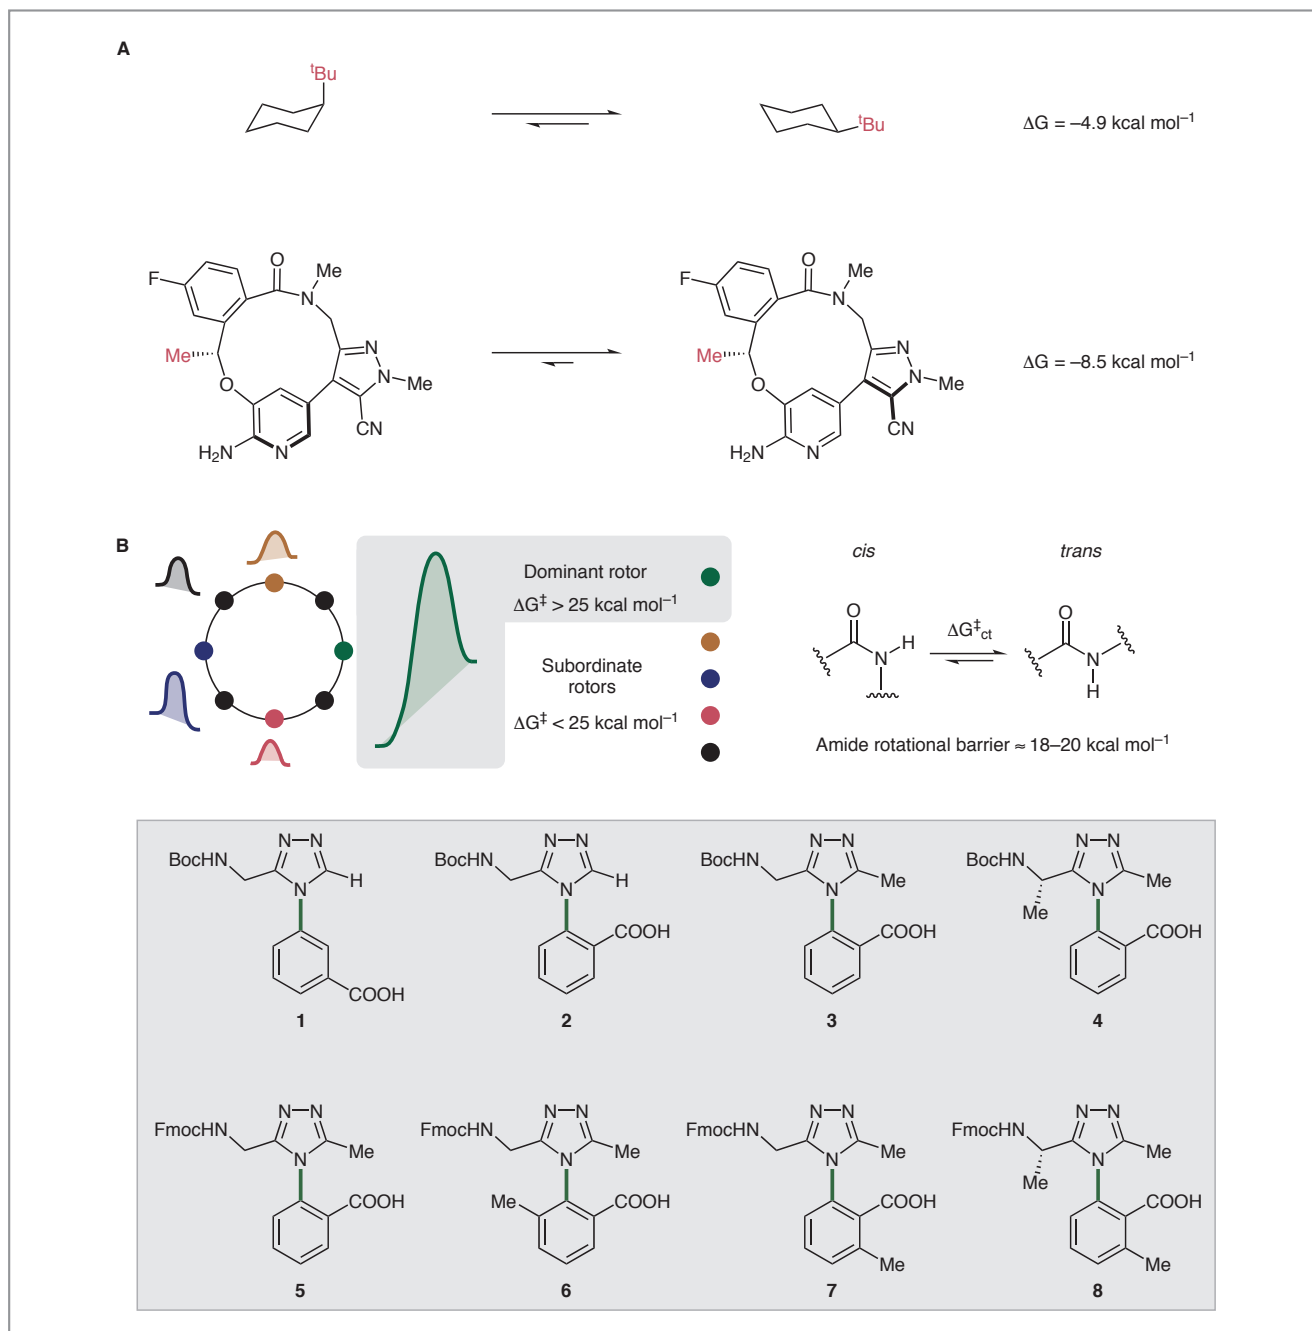 A
ᵗBu
ᵗBu
ΔG = –4.9 kcal mol⁻¹
F
O
Me
N
Me
O
N
N
Me
CN
H₂N
N
F
O
Me
N
Me
O
N
N
Me
CN
H₂N
N
ΔG = –8.5 kcal mol⁻¹
B
Dominant rotor
ΔG‡ > 25 kcal mol⁻¹
Subordinate
rotors
ΔG‡ < 25 kcal mol⁻¹
cis
trans
O
N
H
ΔG‡ct
O
N
H
Amide rotational barrier ≈ 18–20 kcal mol⁻¹
N N
BocHN
N
H
COOH
1
N N
BocHN
N
H
COOH
2
N N
BocHN
N
Me
COOH
3
N N
BocHN
N
Me
Me
COOH
4
N N
FmocHN
N
Me
COOH
5
N N
FmocHN
N
Me
Me
COOH
6
N N
FmocHN
N
Me
COOH
Me
7
N N
FmocHN
N
Me
Me
COOH
Me
8